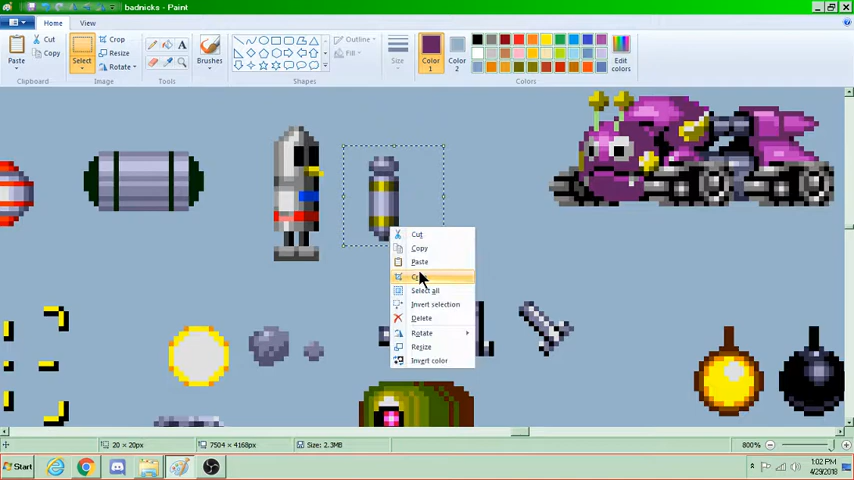 badnicks - Paint
Home
View
Paste
Cut
Copy
Clipboard
Select
Crop
Resize
Rotate
Image
A
Tools
Brushes
Outline
Fill
Shapes
Size
Color
1
Color
2
Edit
colors
Colors
Cut
Copy
Paste
Select all
Invert selection
Delete
Rotate
Resize
Invert color
20 × 20px
7504 × 4168px
Size: 2.3MB
800%
Start
1:02 PM
4/29/2018